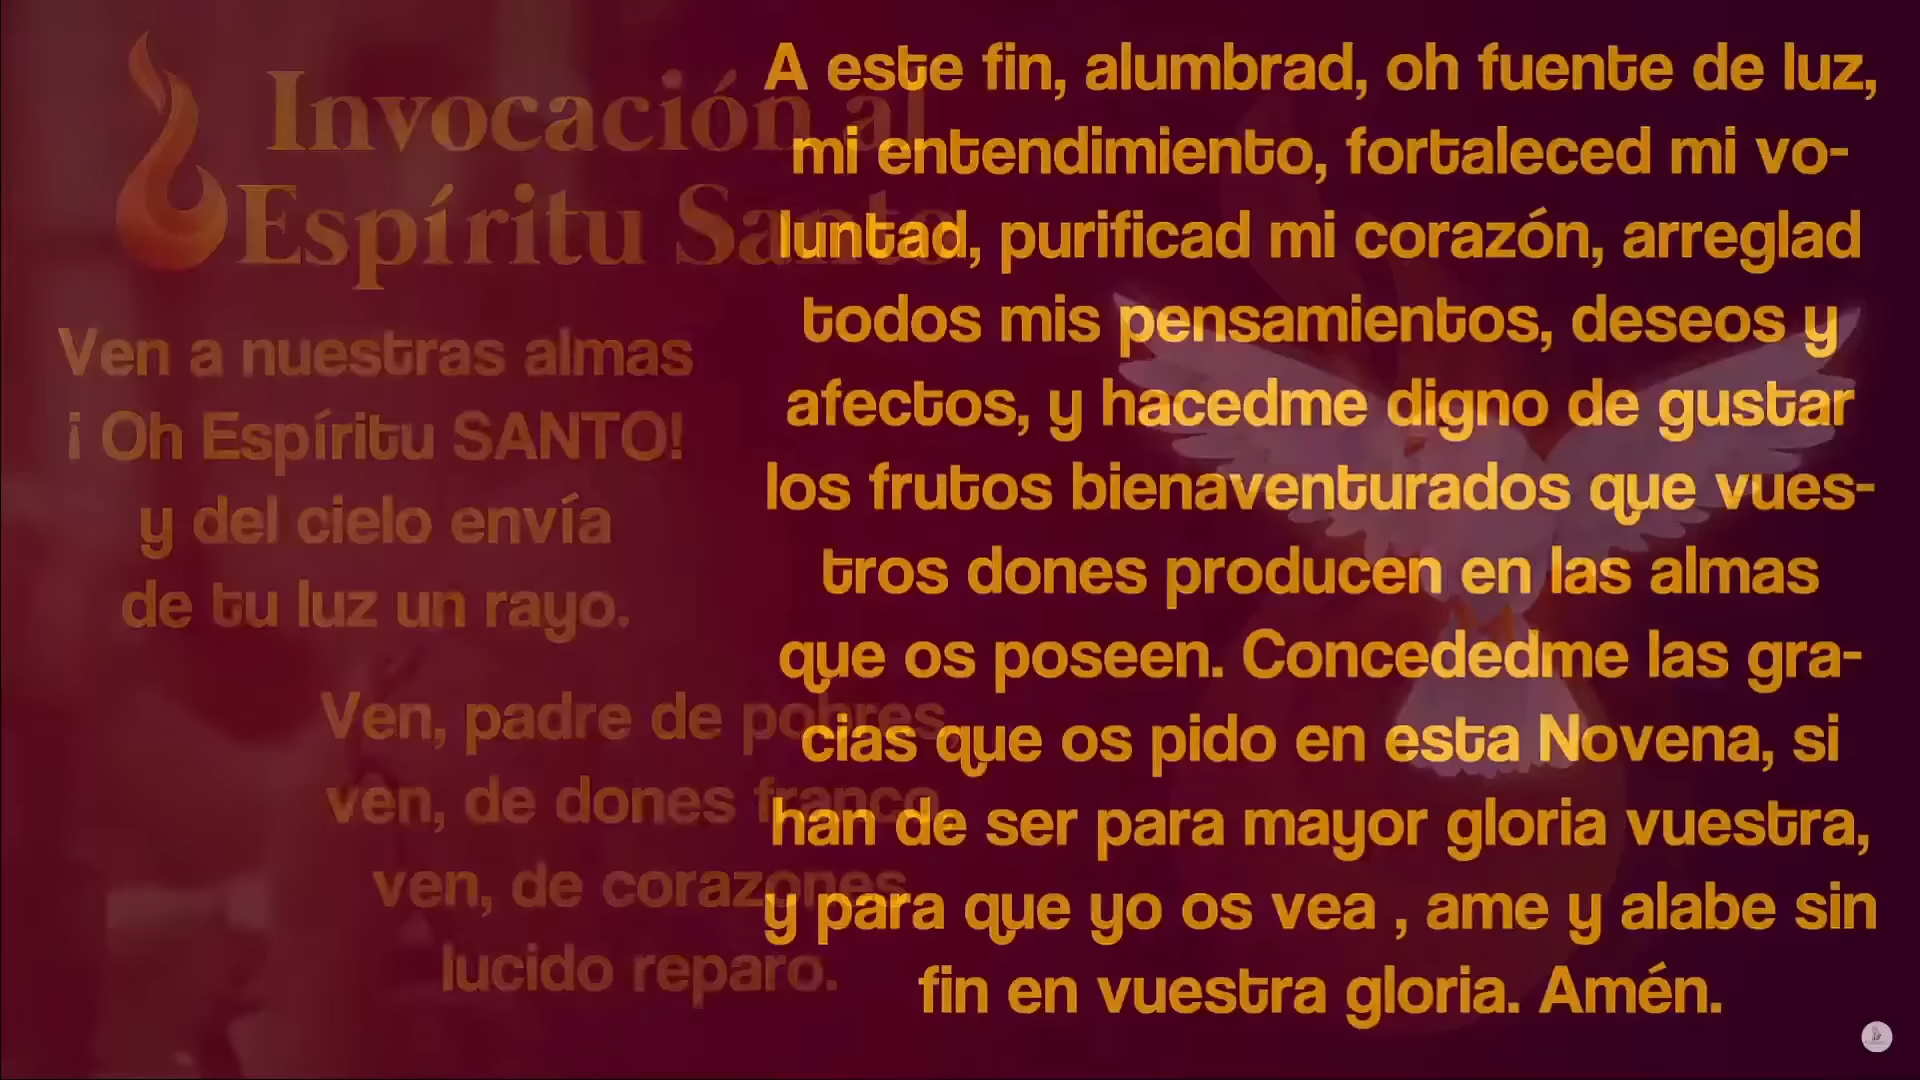 Invocación al
Espíritu Santo
Ven a nuestras almas
¡ Oh Espíritu SANTO!
y del cielo envía
de tu luz un rayo.
Ven, padre de pobres
ven, de dones franco,
ven, de corazones
lucido reparo.
A este fin, alumbrad, oh fuente de luz,
mi entendimiento, fortaleced mi vo-
luntad, purificad mi corazón, arreglad
todos mis pensamientos, deseos y
afectos, y hacedme digno de gustar
los frutos bienaventurados que vues-
tros dones producen en las almas
que os poseen. Concededme las gra-
cias que os pido en esta Novena, si
han de ser para mayor gloria vuestra,
y para que yo os vea , ame y alabe sin
fin en vuestra gloria. Amén.